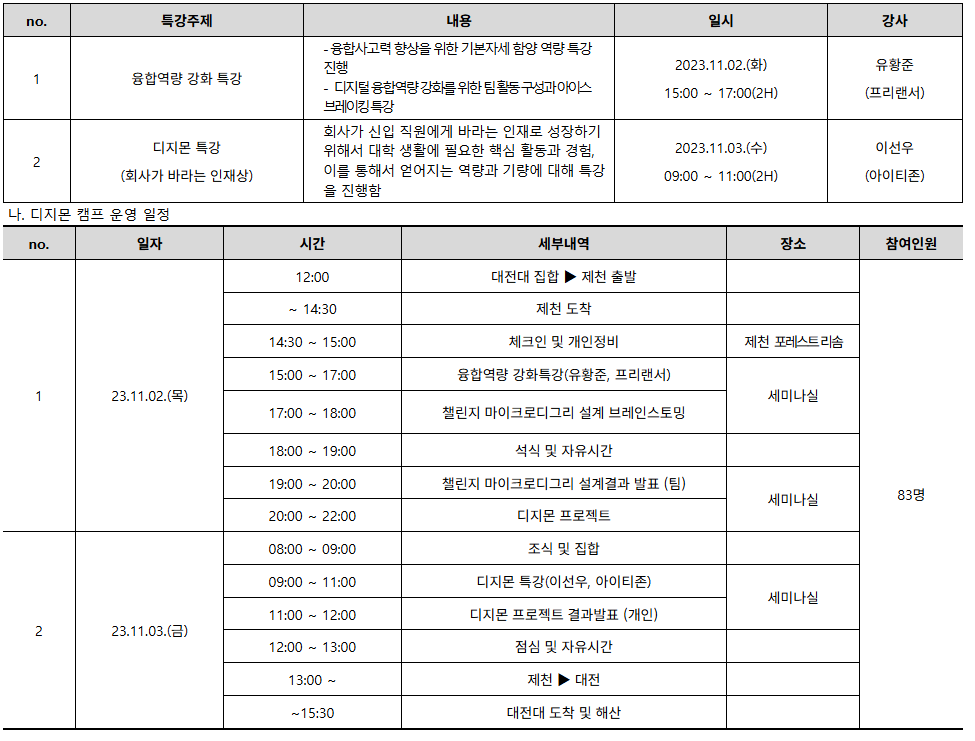 no. 특강주제 내용 일시 강사
1 융합역량 강화 특강
- 융합사고력 향상을 위한 기본자세 함양 역량 특강
진행
- 디지털 융합역량 강화를 위한 팀 활동 구성과 아이스
브레이킹 특강
2023.11.02.(화)
15:00 ~ 17:00(2H)
유황준
(프리랜서)
2
디지몬 특강
(회사가 바라는 인재상)
회사가 신입 직원에게 바라는 인재로 성장하기
위해서 대학 생활에 필요한 핵심 활동과 경험,
이를 통해서 얻어지는 역량과 기량에 대해 특강
을 진행함
2023.11.03.(수)
09:00 ~ 11:00(2H)
이선우
(아이티존)
나. 디지몬 캠프 운영 일정
no. 일자 시간 세부내역 장소 참여인원
1 23.11.02.(목)
12:00 대전대 집합 ▶ 제천 출발
~ 14:30 제천 도착
14:30 ~ 15:00 체크인 및 개인정비 제천 포레스트리솜
15:00 ~ 17:00 융합역량 강화특강(유황준, 프리랜서)
세미나실
17:00 ~ 18:00 챌린지 마이크로디그리 설계 브레인스토밍
18:00 ~ 19:00 석식 및 자유시간
19:00 ~ 20:00 챌린지 마이크로디그리 설계결과 발표 (팀)
세미나실
20:00 ~ 22:00 디지몬 프로젝트
83명
2 23.11.03.(금)
08:00 ~ 09:00 조식 및 집합
09:00 ~ 11:00 디지몬 특강(이선우, 아이티존)
세미나실
11:00 ~ 12:00 디지몬 프로젝트 결과발표 (개인)
12:00 ~ 13:00 점심 및 자유시간
13:00 ~ 제천 ▶ 대전
~15:30 대전대 도착 및 해산